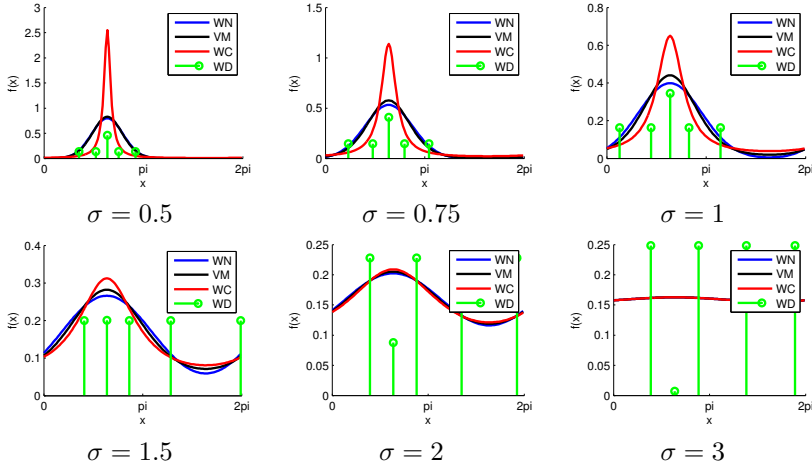 3
2.5
2
1.5
1
0.5
0
f(x)
0
pi
2pi
x
WN
VM
WC
WD
σ = 0.5
1.5
1
0.5
0
f(x)
0
pi
2pi
x
WN
VM
WC
WD
σ = 0.75
0.8
0.6
0.4
0.2
0
f(x)
0
pi
2pi
x
WN
VM
WC
WD
σ = 1
0.4
0.3
0.2
0.1
0
f(x)
0
pi
2pi
x
WN
VM
WC
WD
σ = 1.5
0.25
0.2
0.15
0.1
0.05
0
f(x)
0
pi
2pi
x
WN
VM
WC
WD
σ = 2
0.25
0.2
0.15
0.1
0.05
0
f(x)
0
pi
2pi
x
WN
VM
WC
WD
σ = 3